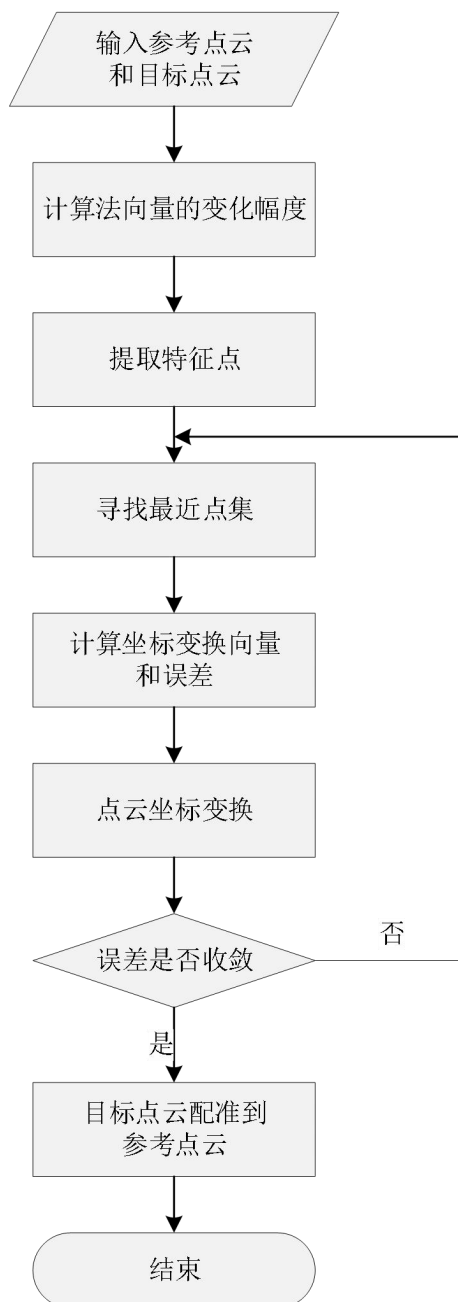 输入参考点云
和目标点云
计算法向量的变化幅度
提取特征点
寻找最近点集
计算坐标变换向量
和误差
点云坐标变换
误差是否收敛
否
是
目标点云配准到
参考点云
结束